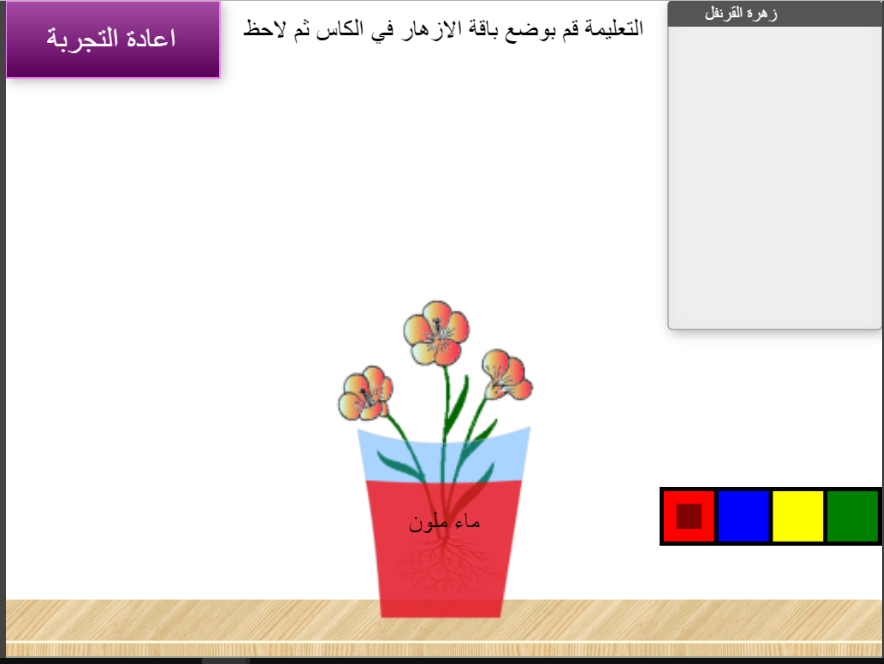 زهرة القرنفل
التعليمة قم بوضع باقة الازهار في الكاس ثم لاحظ
اعادة التجربة
ماء ملون